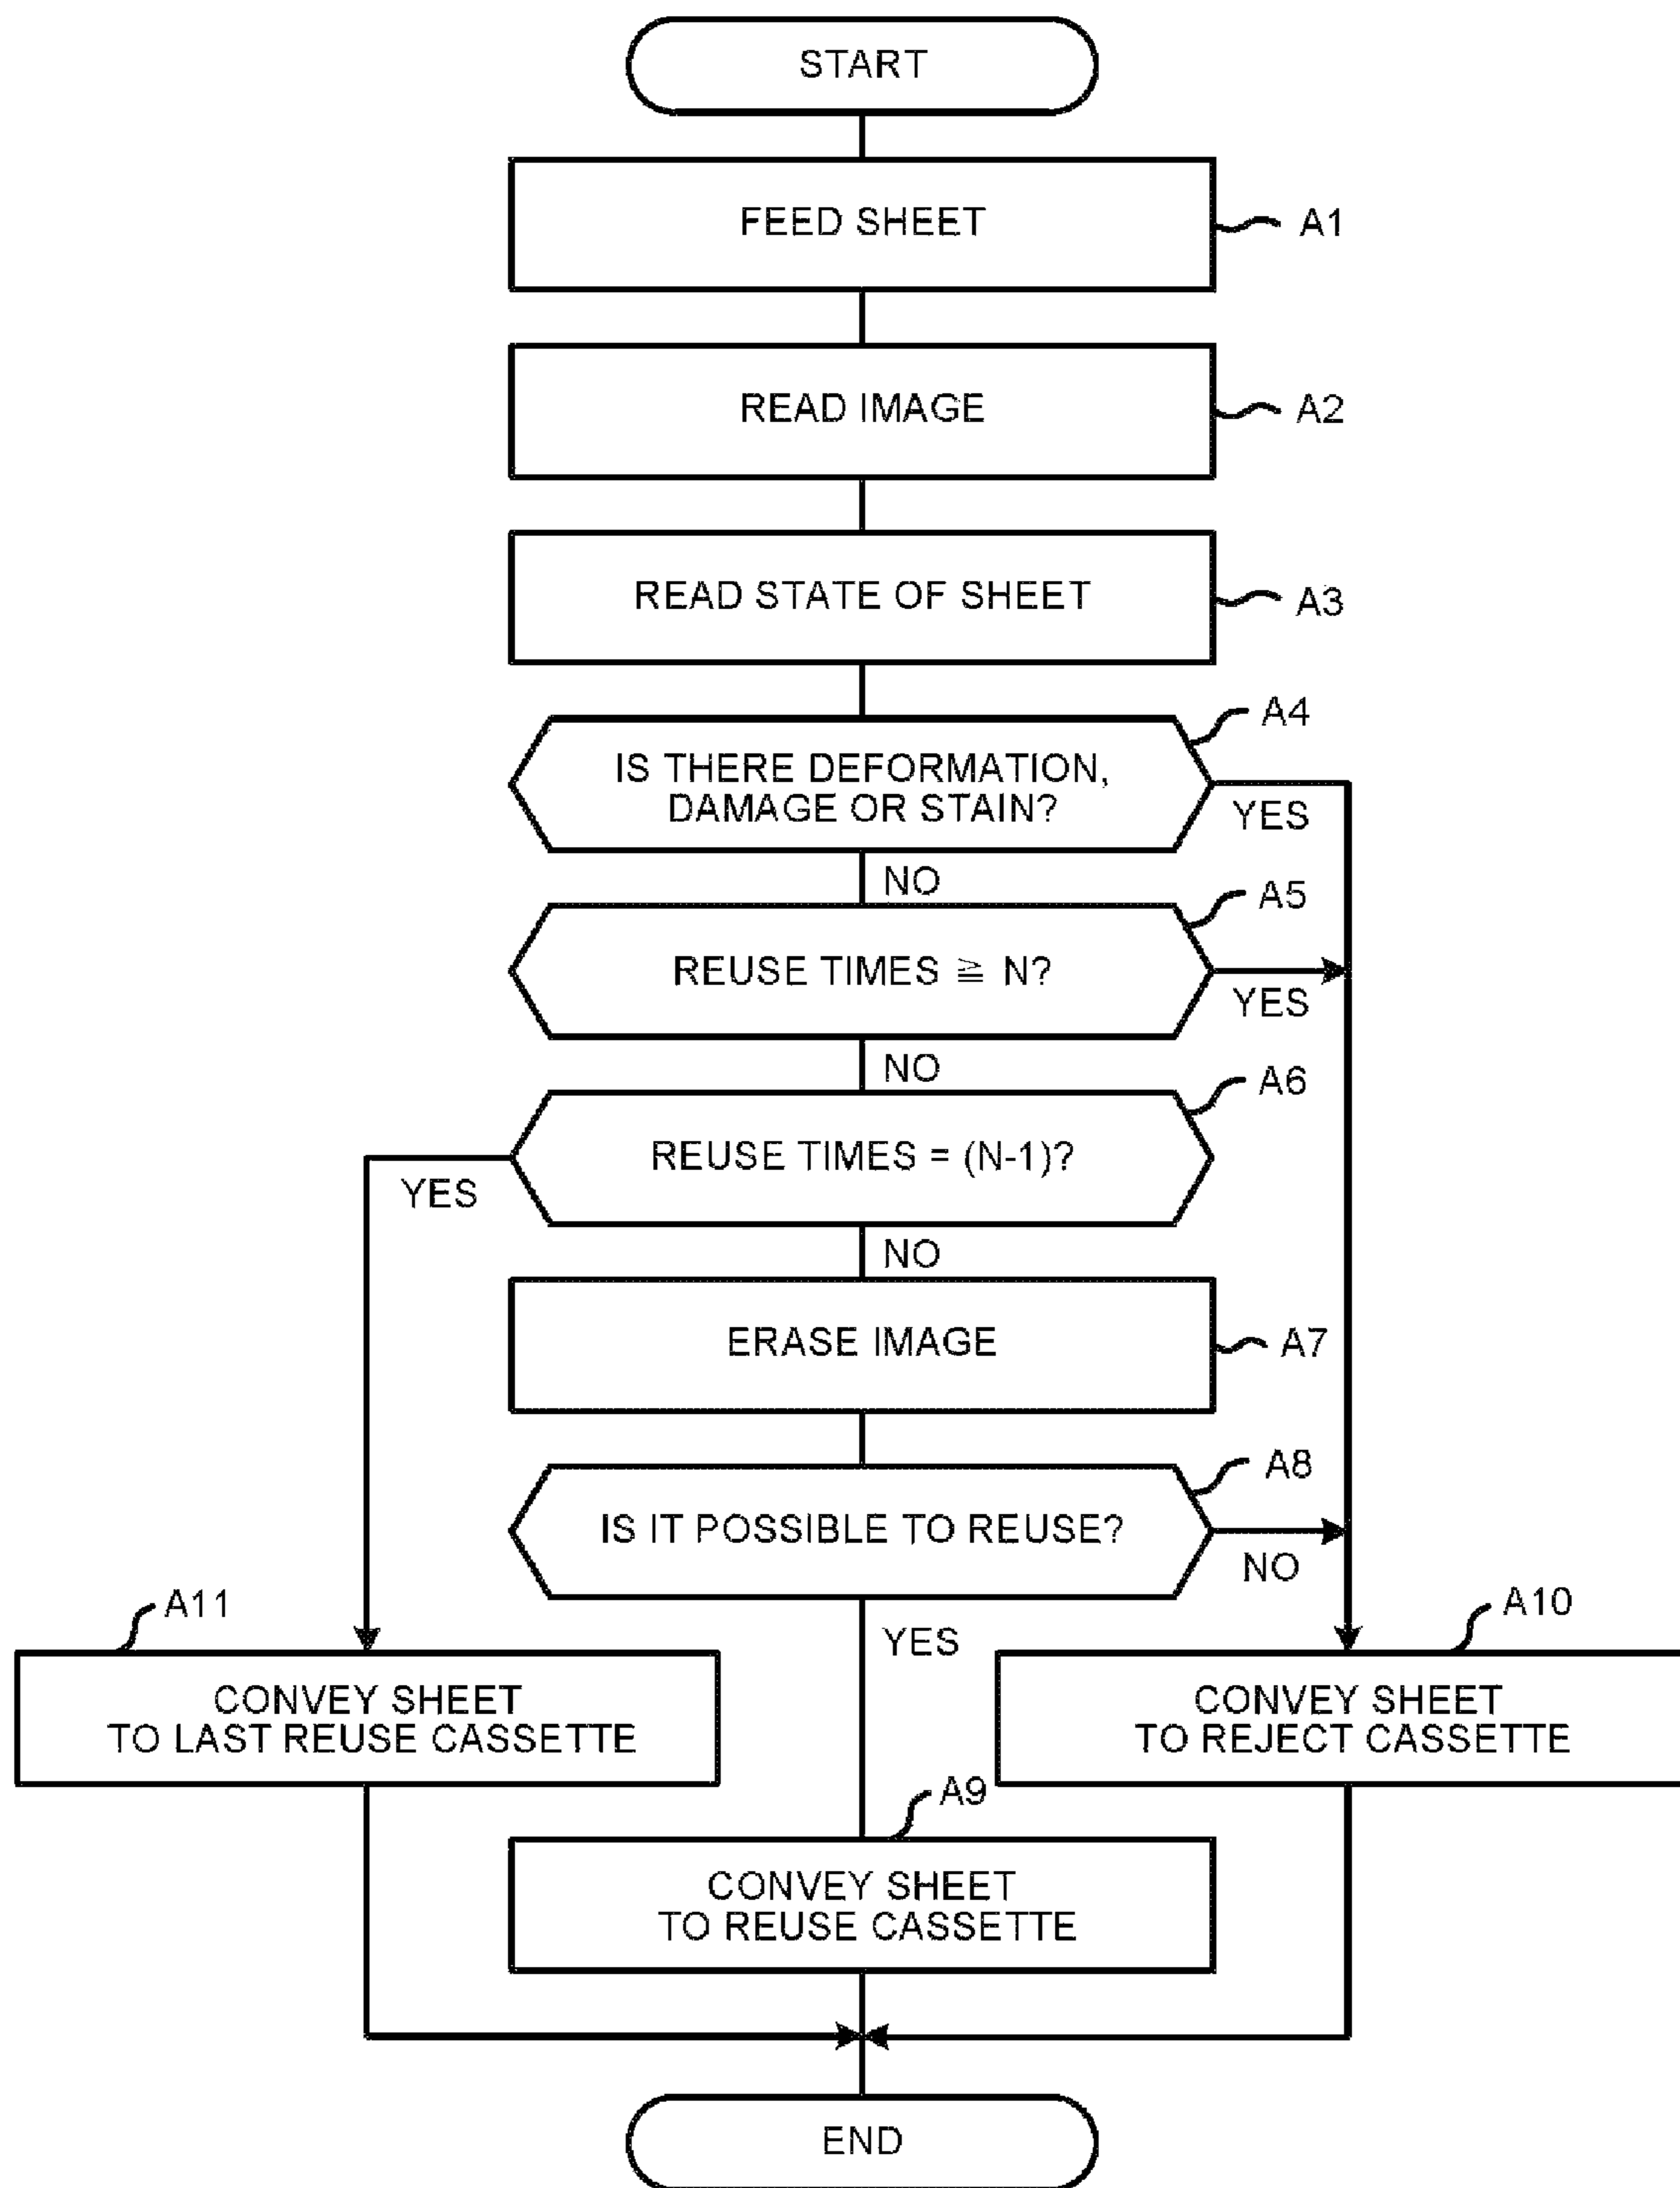 START
FEED SHEET
A1
READ IMAGE
A2
READ STATE OF SHEET
A3
A4
IS THERE DEFORMATION,
DAMAGE OR STAIN?
YES
NO
A5
REUSE TIMES ≧ N?
YES
NO
A6
REUSE TIMES = (N-1)?
YES
NO
ERASE IMAGE
A7
A8
IS IT POSSIBLE TO REUSE?
NO
YES
A11
CONVEY SHEET
TO LAST REUSE CASSETTE
A10
CONVEY SHEET
TO REJECT CASSETTE
A9
CONVEY SHEET
TO REUSE CASSETTE
END